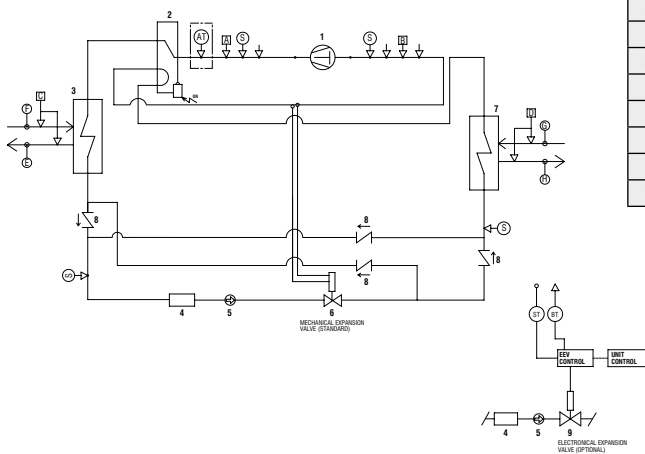 2
1
AT
A
S
S
B
ON
3
F
C
E
7
D
G
H
8
8
S
S
8
8
4
5
6
MECHANICAL EXPANSION
VALVE (STANDARD)
ST
BT
EEV
CONTROL
UNIT
CONTROL
4
5
9
ELECTRONICAL EXPANSION
VALVE (OPTIONAL)